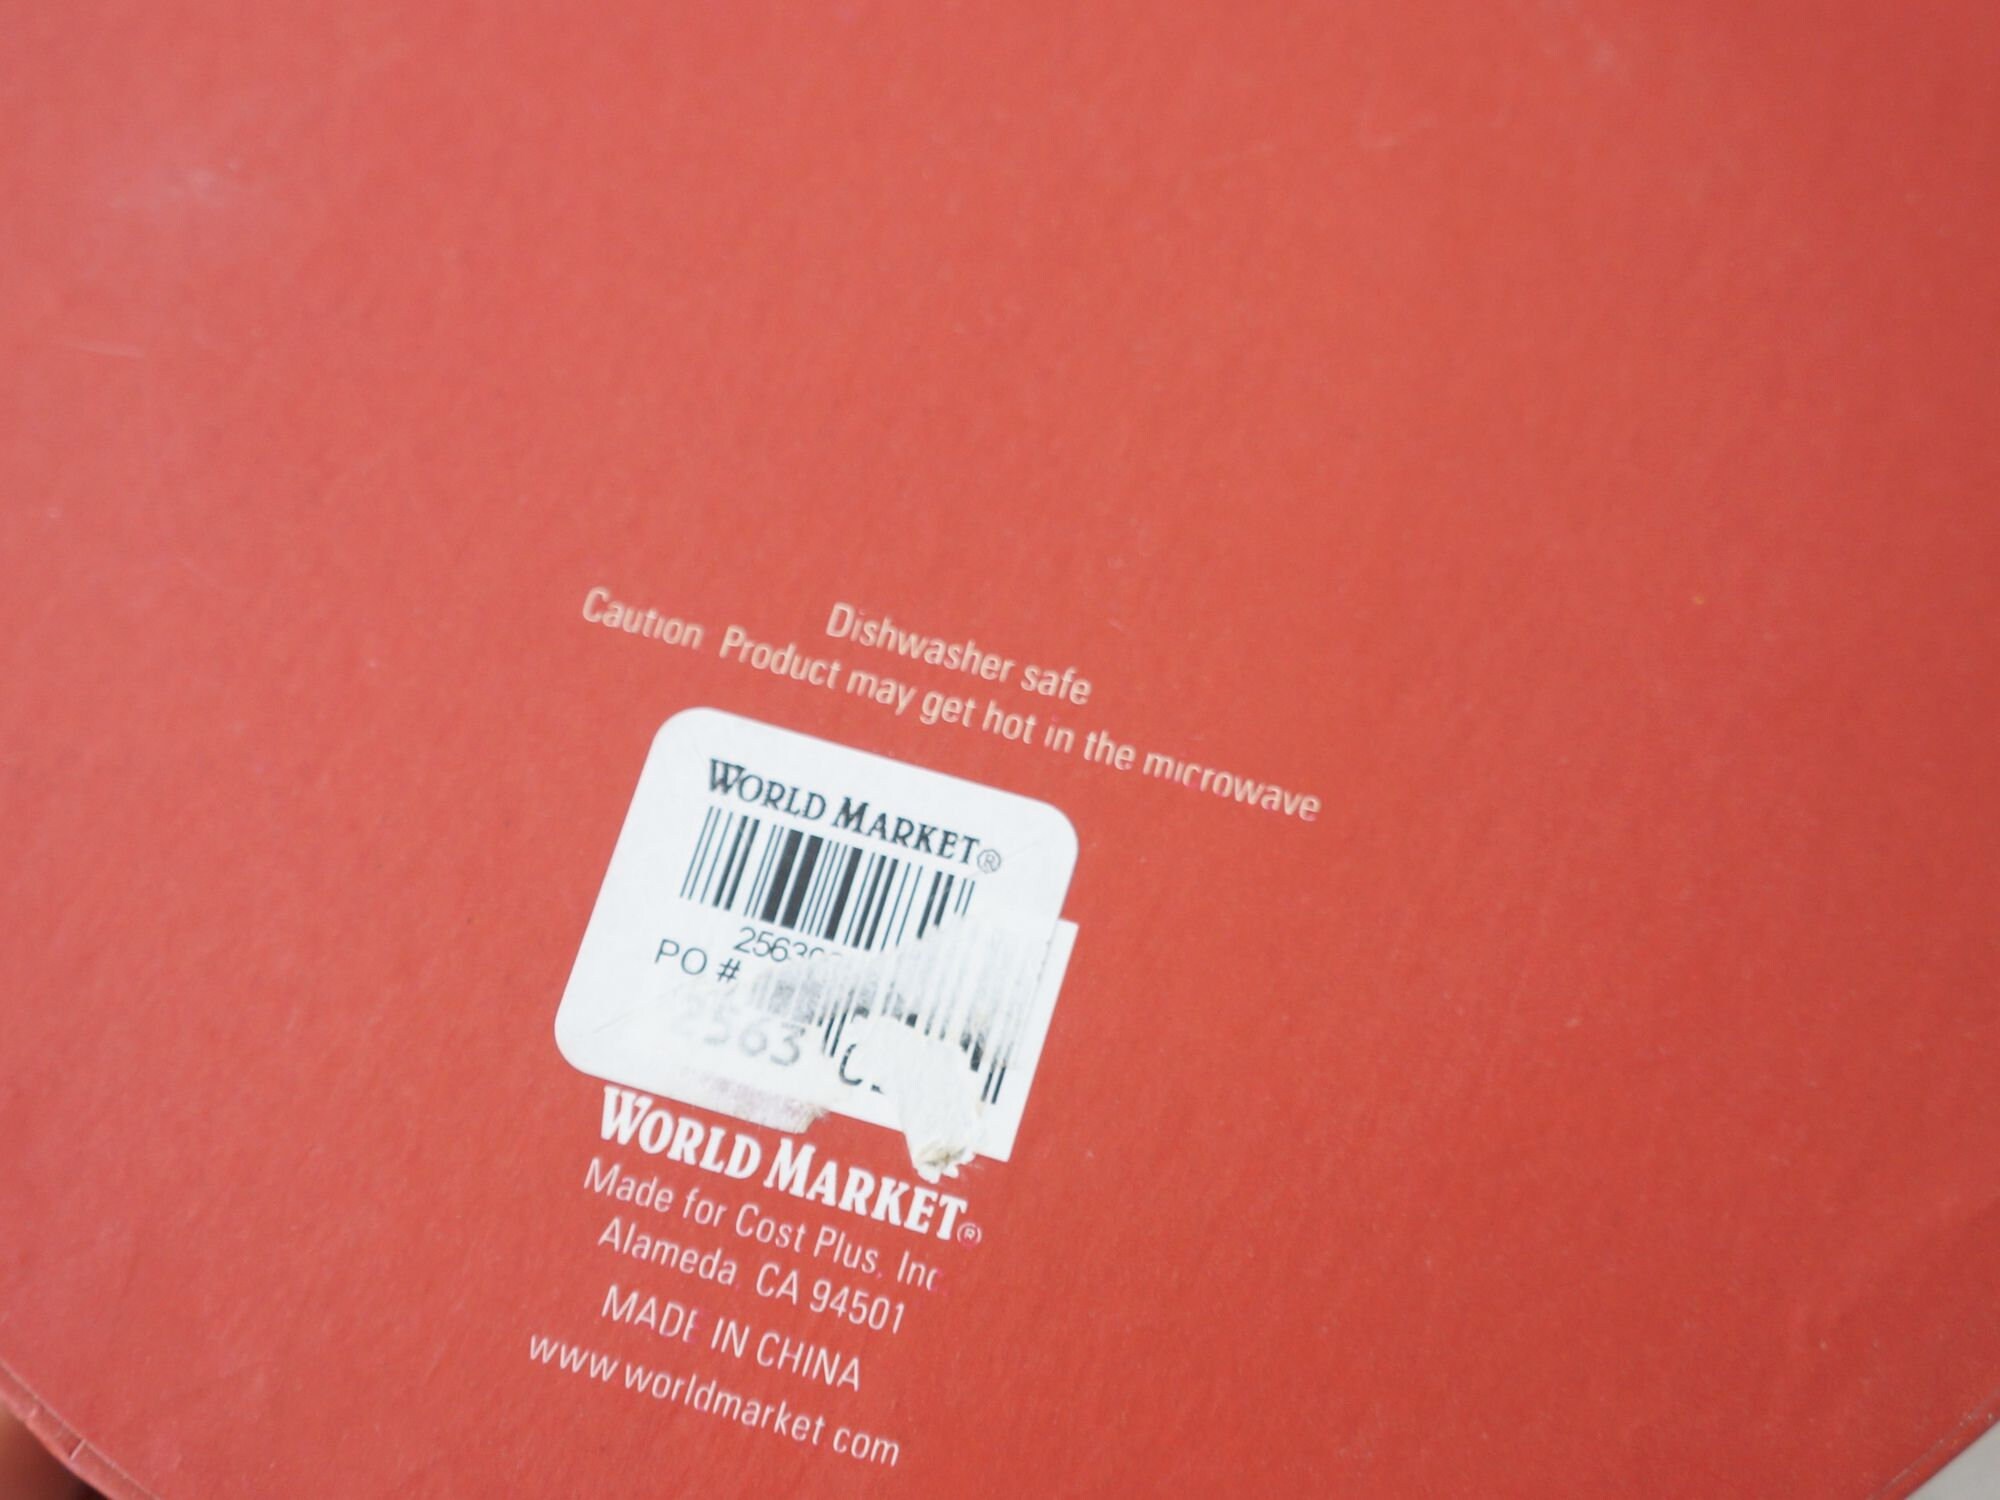 Dishwasher safe
Caution Product may get hot in the microwave
WORLD MARKET®
PO #
2563
WORLD MARKET®
Made for Cost Plus, Inc
Alameda CA 94501
MADE IN CHINA
www worldmarket com